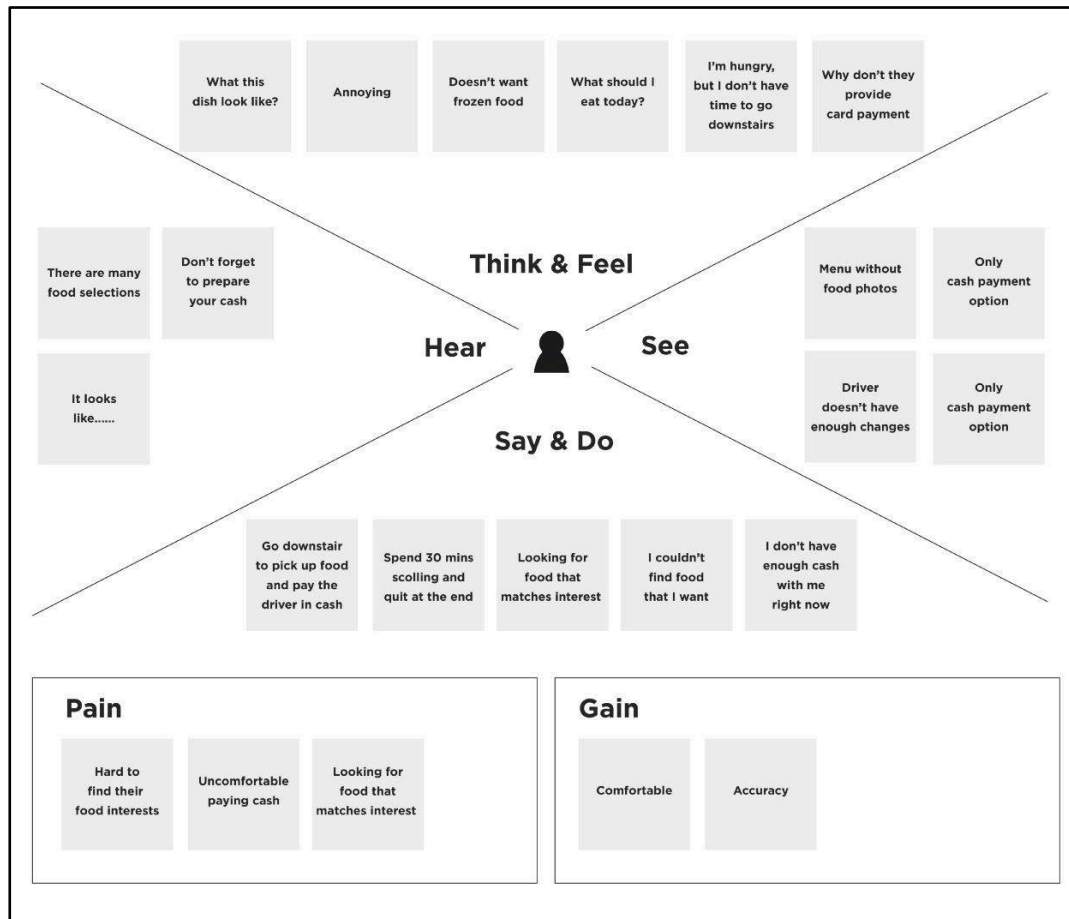 What this
dish look like?
Annoying
Doesn't want
frozen food
What should I
eat today?
I'm hungry,
but I don't have
time to go
downstairs
Why don't they
provide
card payment
Think & Feel
There are many
food selections
Don't forget
to prepare
your cash
It looks
like......
Hear
See
Menu without
food photos
Only
cash payment
option
Driver
doesn't have
enough changes
Only
cash payment
option
Say & Do
Go downstair
to pick up food
and pay the
driver in cash
Spend 30 mins
scolling and
quit at the end
Looking for
food that
matches interest
I couldn't
find food
that I want
I don't have
enough cash
with me
right now
Pain
Hard to
find their
food interests
Uncomfortable
paying cash
Looking for
food that
matches interest
Gain
Comfortable
Accuracy